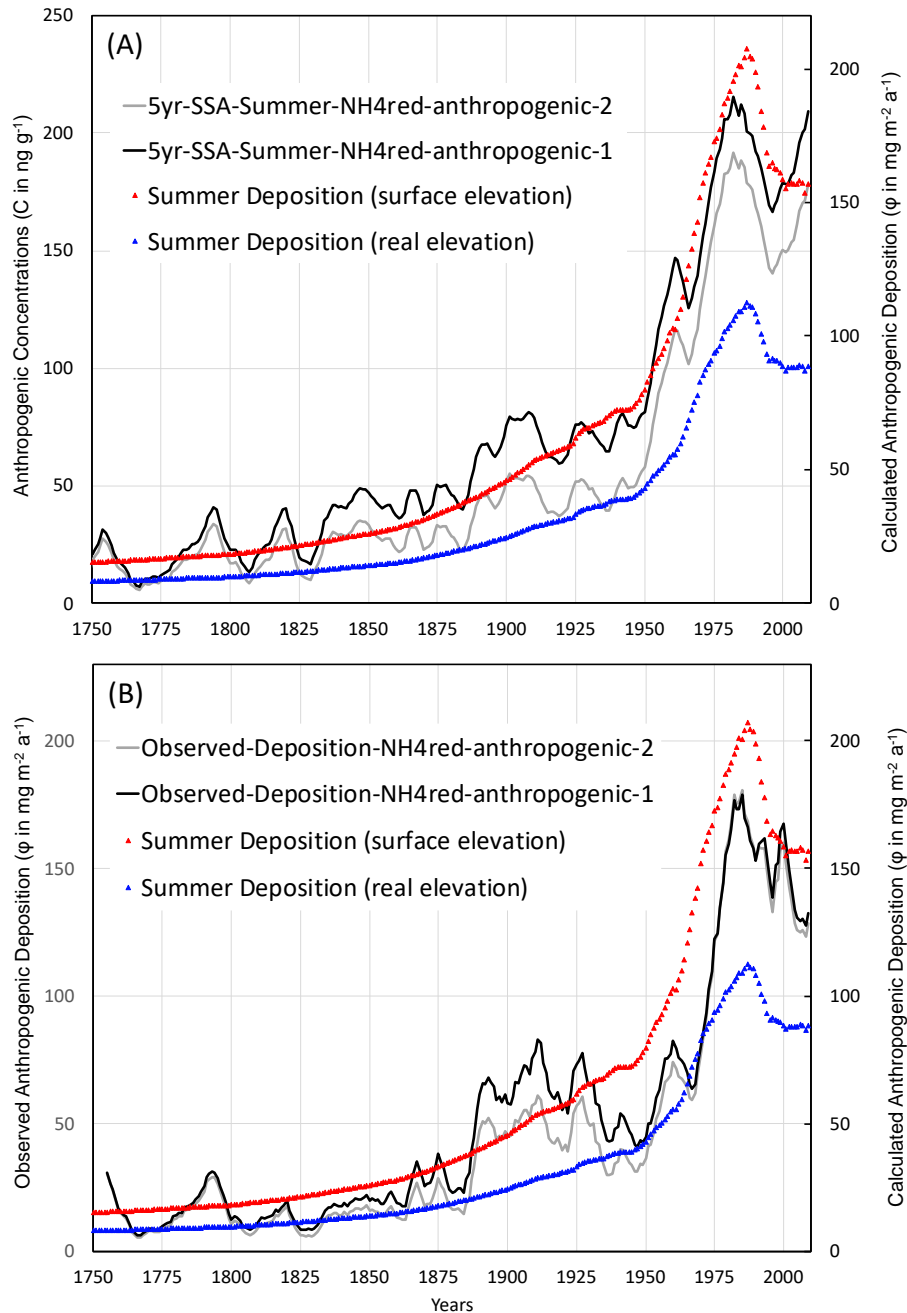 (A)
5yr-SSA-Summer-NH4red-anthropogenic-2
5yr-SSA-Summer-NH4red-anthropogenic-1
Summer Deposition (surface elevation)
Summer Deposition (real elevation)
Anthropogenic Concentrations (C in ng g⁻¹)
250
200
150
100
50
0
Calculated Anthropogenic Deposition (φ in mg m⁻² a⁻¹)
200
150
100
50
0
1750 1775 1800 1825 1850 1875 1900 1925 1950 1975 2000
(B)
Observed-Deposition-NH4red-anthropogenic-2
Observed-Deposition-NH4red-anthropogenic-1
Summer Deposition (surface elevation)
Summer Deposition (real elevation)
Observed Anthropogenic Deposition (φ in mg m⁻² a⁻¹)
200
150
100
50
0
Calculated Anthropogenic Deposition (φ in mg m⁻² a⁻¹)
200
150
100
50
0
1750 1775 1800 1825 1850 1875 1900 1925 1950 1975 2000
Years